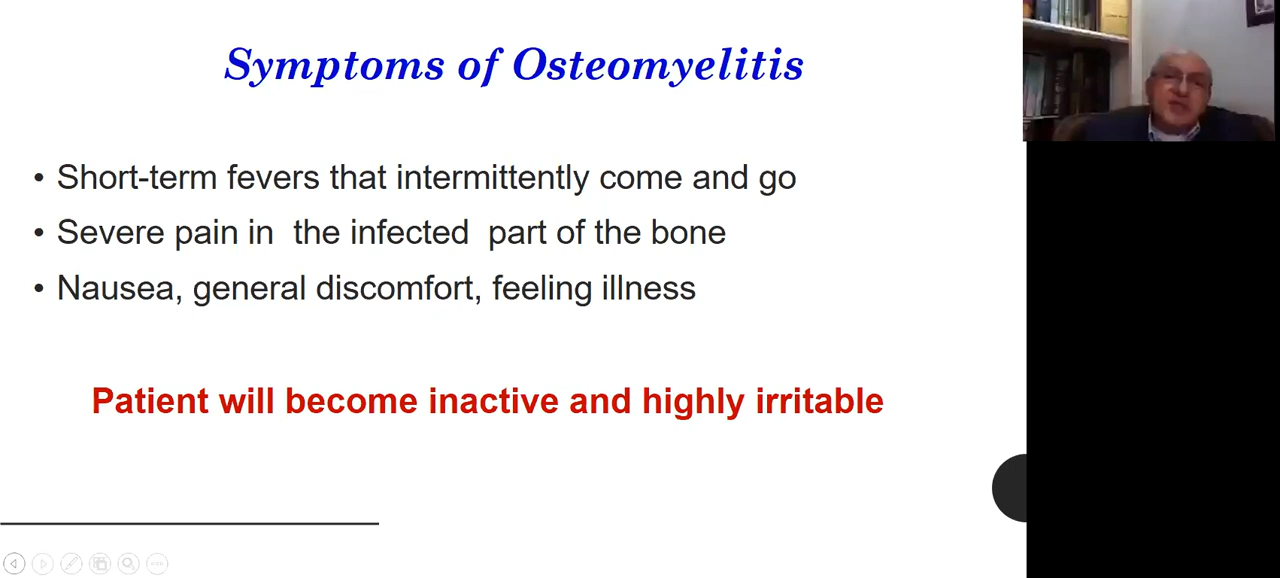 Symptoms of Osteomyelitis
• Short-term fevers that intermittently come and go
• Severe pain in the infected part of the bone
• Nausea, general discomfort, feeling illness
Patient will become inactive and highly irritable